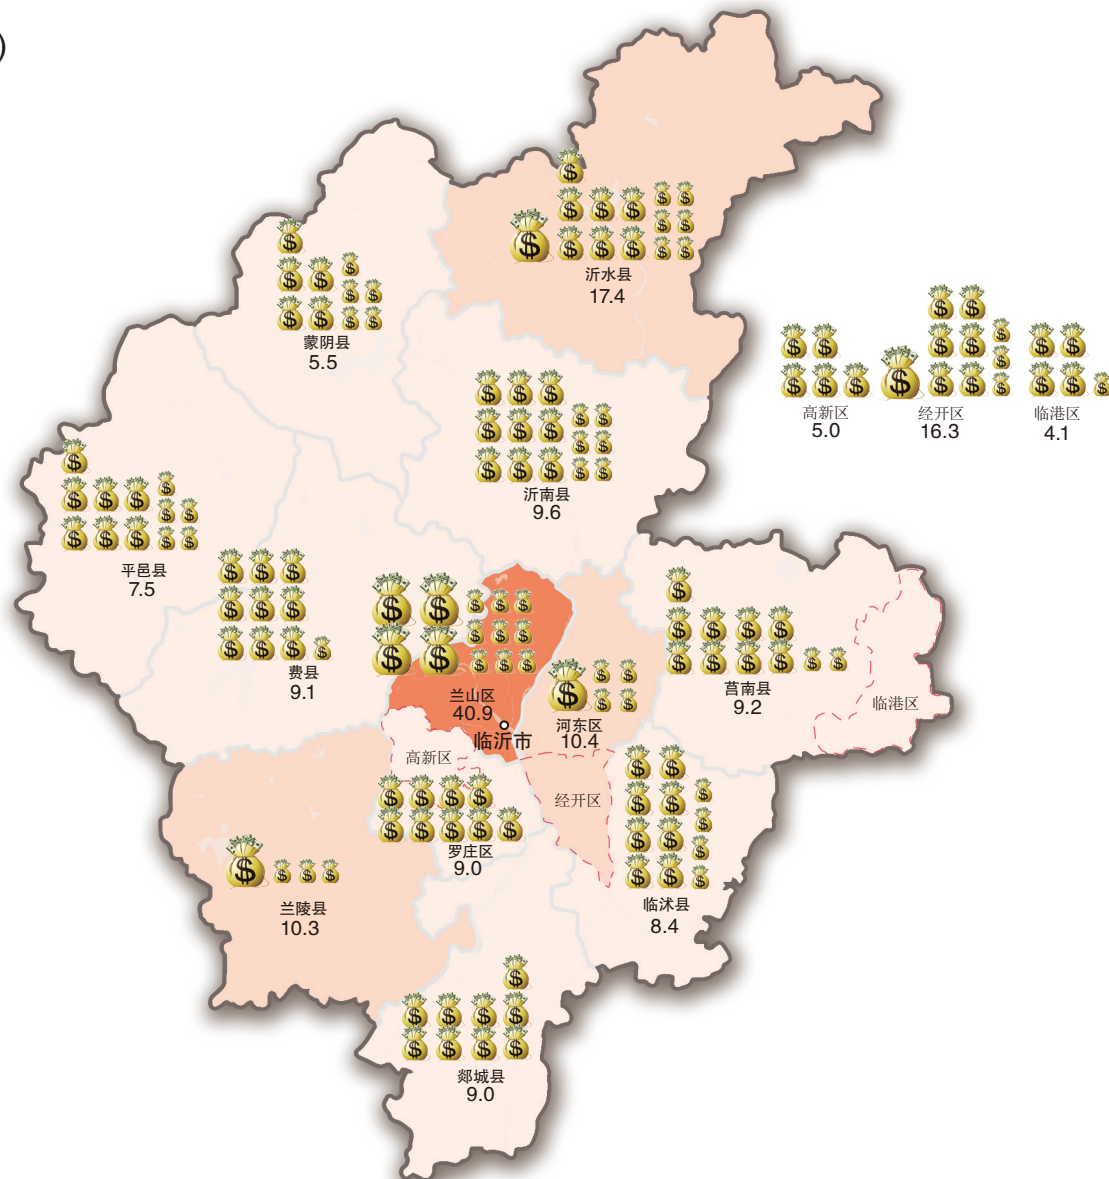 )
沂水县
17.4
蒙阴县
5.5
高新区
5.0
经开区
16.3
临港区
4.1
沂南县
9.6
平邑县
7.5
费县
9.1
兰山区
40.9
临沂市
河东区
10.4
莒南县
9.2
临港区
高新区
经开区
罗庄区
9.0
兰陵县
10.3
临沭县
8.4
郯城县
9.0